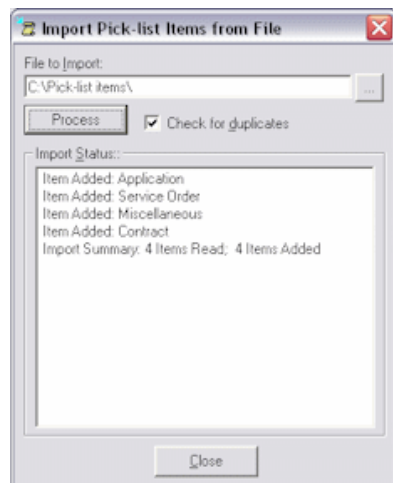 Import Pick-list Items from File
File to Import:
C:\Pick-list items\
...
Process
Check for duplicates
Import Status::
Item Added: Application
Item Added: Service Order
Item Added: Miscellaneous
Item Added: Contract
Import Summary: 4 Items Read; 4 Items Added
Close